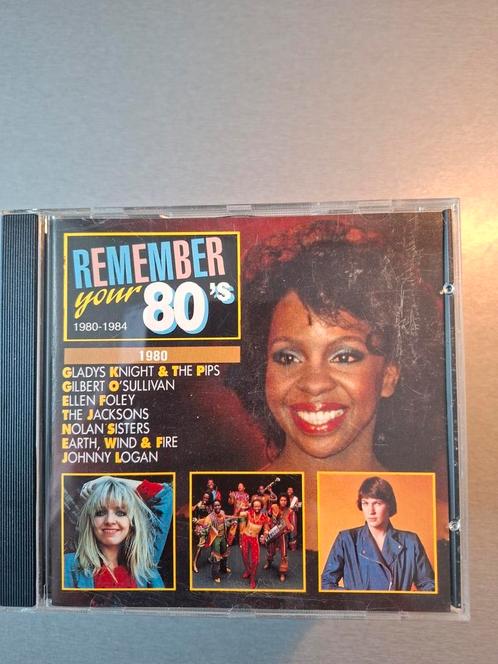 REMEMBER
your 80's
1980-1984
1980
GLADYS KNIGHT & THE PIPS
GILBERT O'SULLIVAN
ELLEN FOLEY
THE JACKSONS
NOLAN SISTERS
EARTH, WIND & FIRE
JOHNNY LOGAN